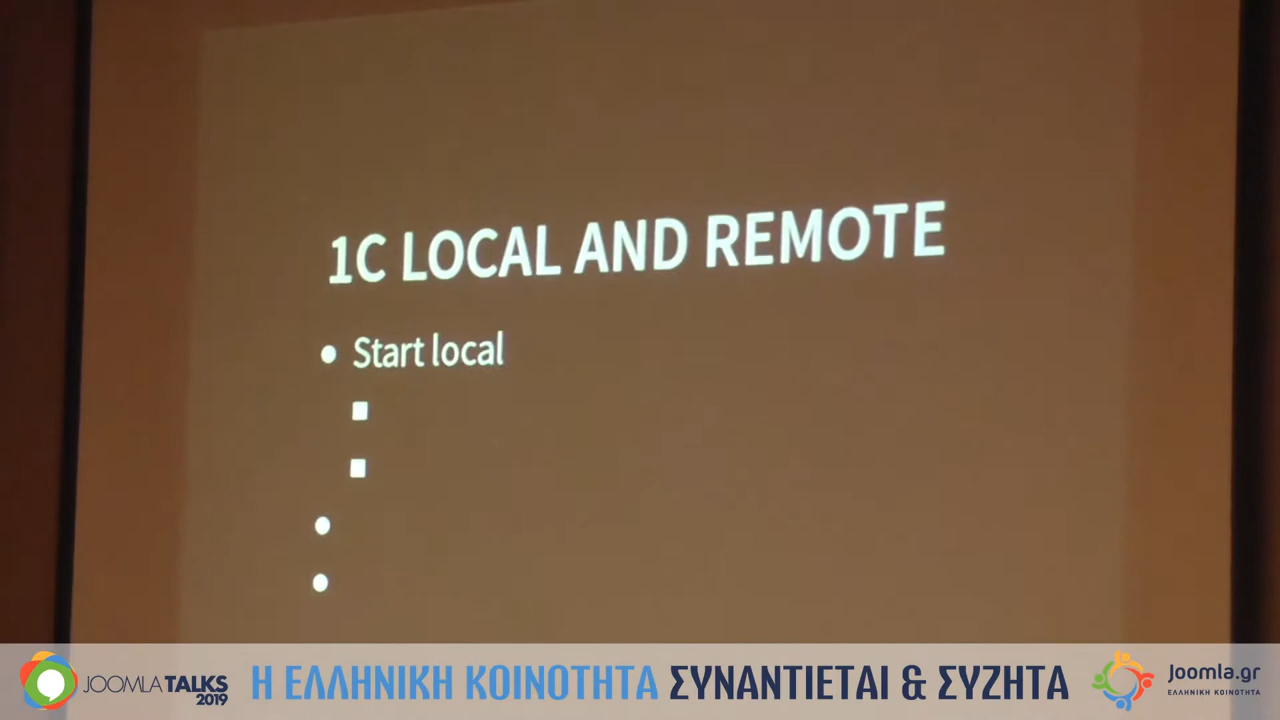 1C LOCAL AND REMOTE
Start local
JOOMLA TALKS
2019
Η ΕΛΛΗΝΙΚΗ ΚΟΙΝΟΤΗΤΑ ΣΥΝΑΝΤΙΕΤΑΙ & ΣΥΖΗΤΑ
Joomla.gr
ΕΛΛΗΝΙΚΗ ΚΟΙΝΟΤΗΤΑ